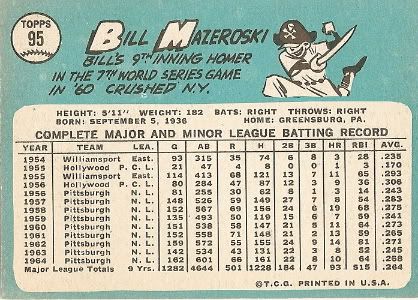 TOPPS
95
BILL MAZEROSKI
BILL'S 9TH INNING HOMER
IN THE 7TH WORLD SERIES GAME
IN '60 CRUSHED N.Y.
HEIGHT: 5'11" WEIGHT: 182 BATS: RIGHT THROWS: RIGHT
BORN: SEPTEMBER 5, 1936 HOME: GREENSBURG, PA.
COMPLETE MAJOR AND MINOR LEAGUE BATTING RECORD
YEAR TEAM LEA. G AB R H 2B 3B HR RBI AVG.
1954 Williamsport East. 93 315 35 74 6 8 3 28 .235
1955 Hollywood P. C. L. 21 47 4 8 0 0 1 3 .170
1955 Williamsport East. 114 413 68 121 13 7 11 65 .293
1956 Hollywood P. C. L. 80 284 47 87 12 3 9 36 .306
1956 Pittsburgh N. L. 81 255 30 62 8 1 3 14 .243
1957 Pittsburgh N. L. 148 526 59 149 27 7 8 54 .283
1958 Pittsburgh N. L. 152 567 69 156 24 6 19 68 .275
1959 Pittsburgh N. L. 135 493 50 119 15 6 7 59 .241
1960 Pittsburgh N. L. 151 538 58 147 21 5 11 64 .273
1961 Pittsburgh N. L. 152 558 71 148 21 2 13 59 .265
1962 Pittsburgh N. L. 159 572 55 155 24 9 14 81 .271
1963 Pittsburgh N. L. 142 534 43 131 22 3 8 52 .245
1964 Pittsburgh N. L. 162 601 66 161 22 8 10 64 .268
Major League Totals 9 Yrs. 1282 4644 501 1228 184 47 93 515 .264
©T.C.G. PRINTED IN U.S.A.